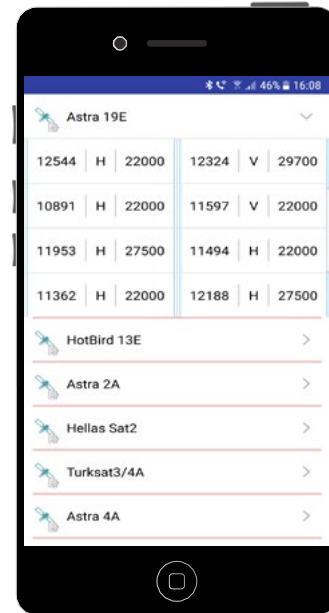 46% 16:08
Astra 19E
12544 H 22000 12324 V 29700
10891 H 22000 11597 V 22000
11953 H 27500 11494 H 22000
11362 H 22000 12188 H 27500
HotBird 13E
Astra 2A
Hellas Sat2
Turksat3/4A
Astra 4A